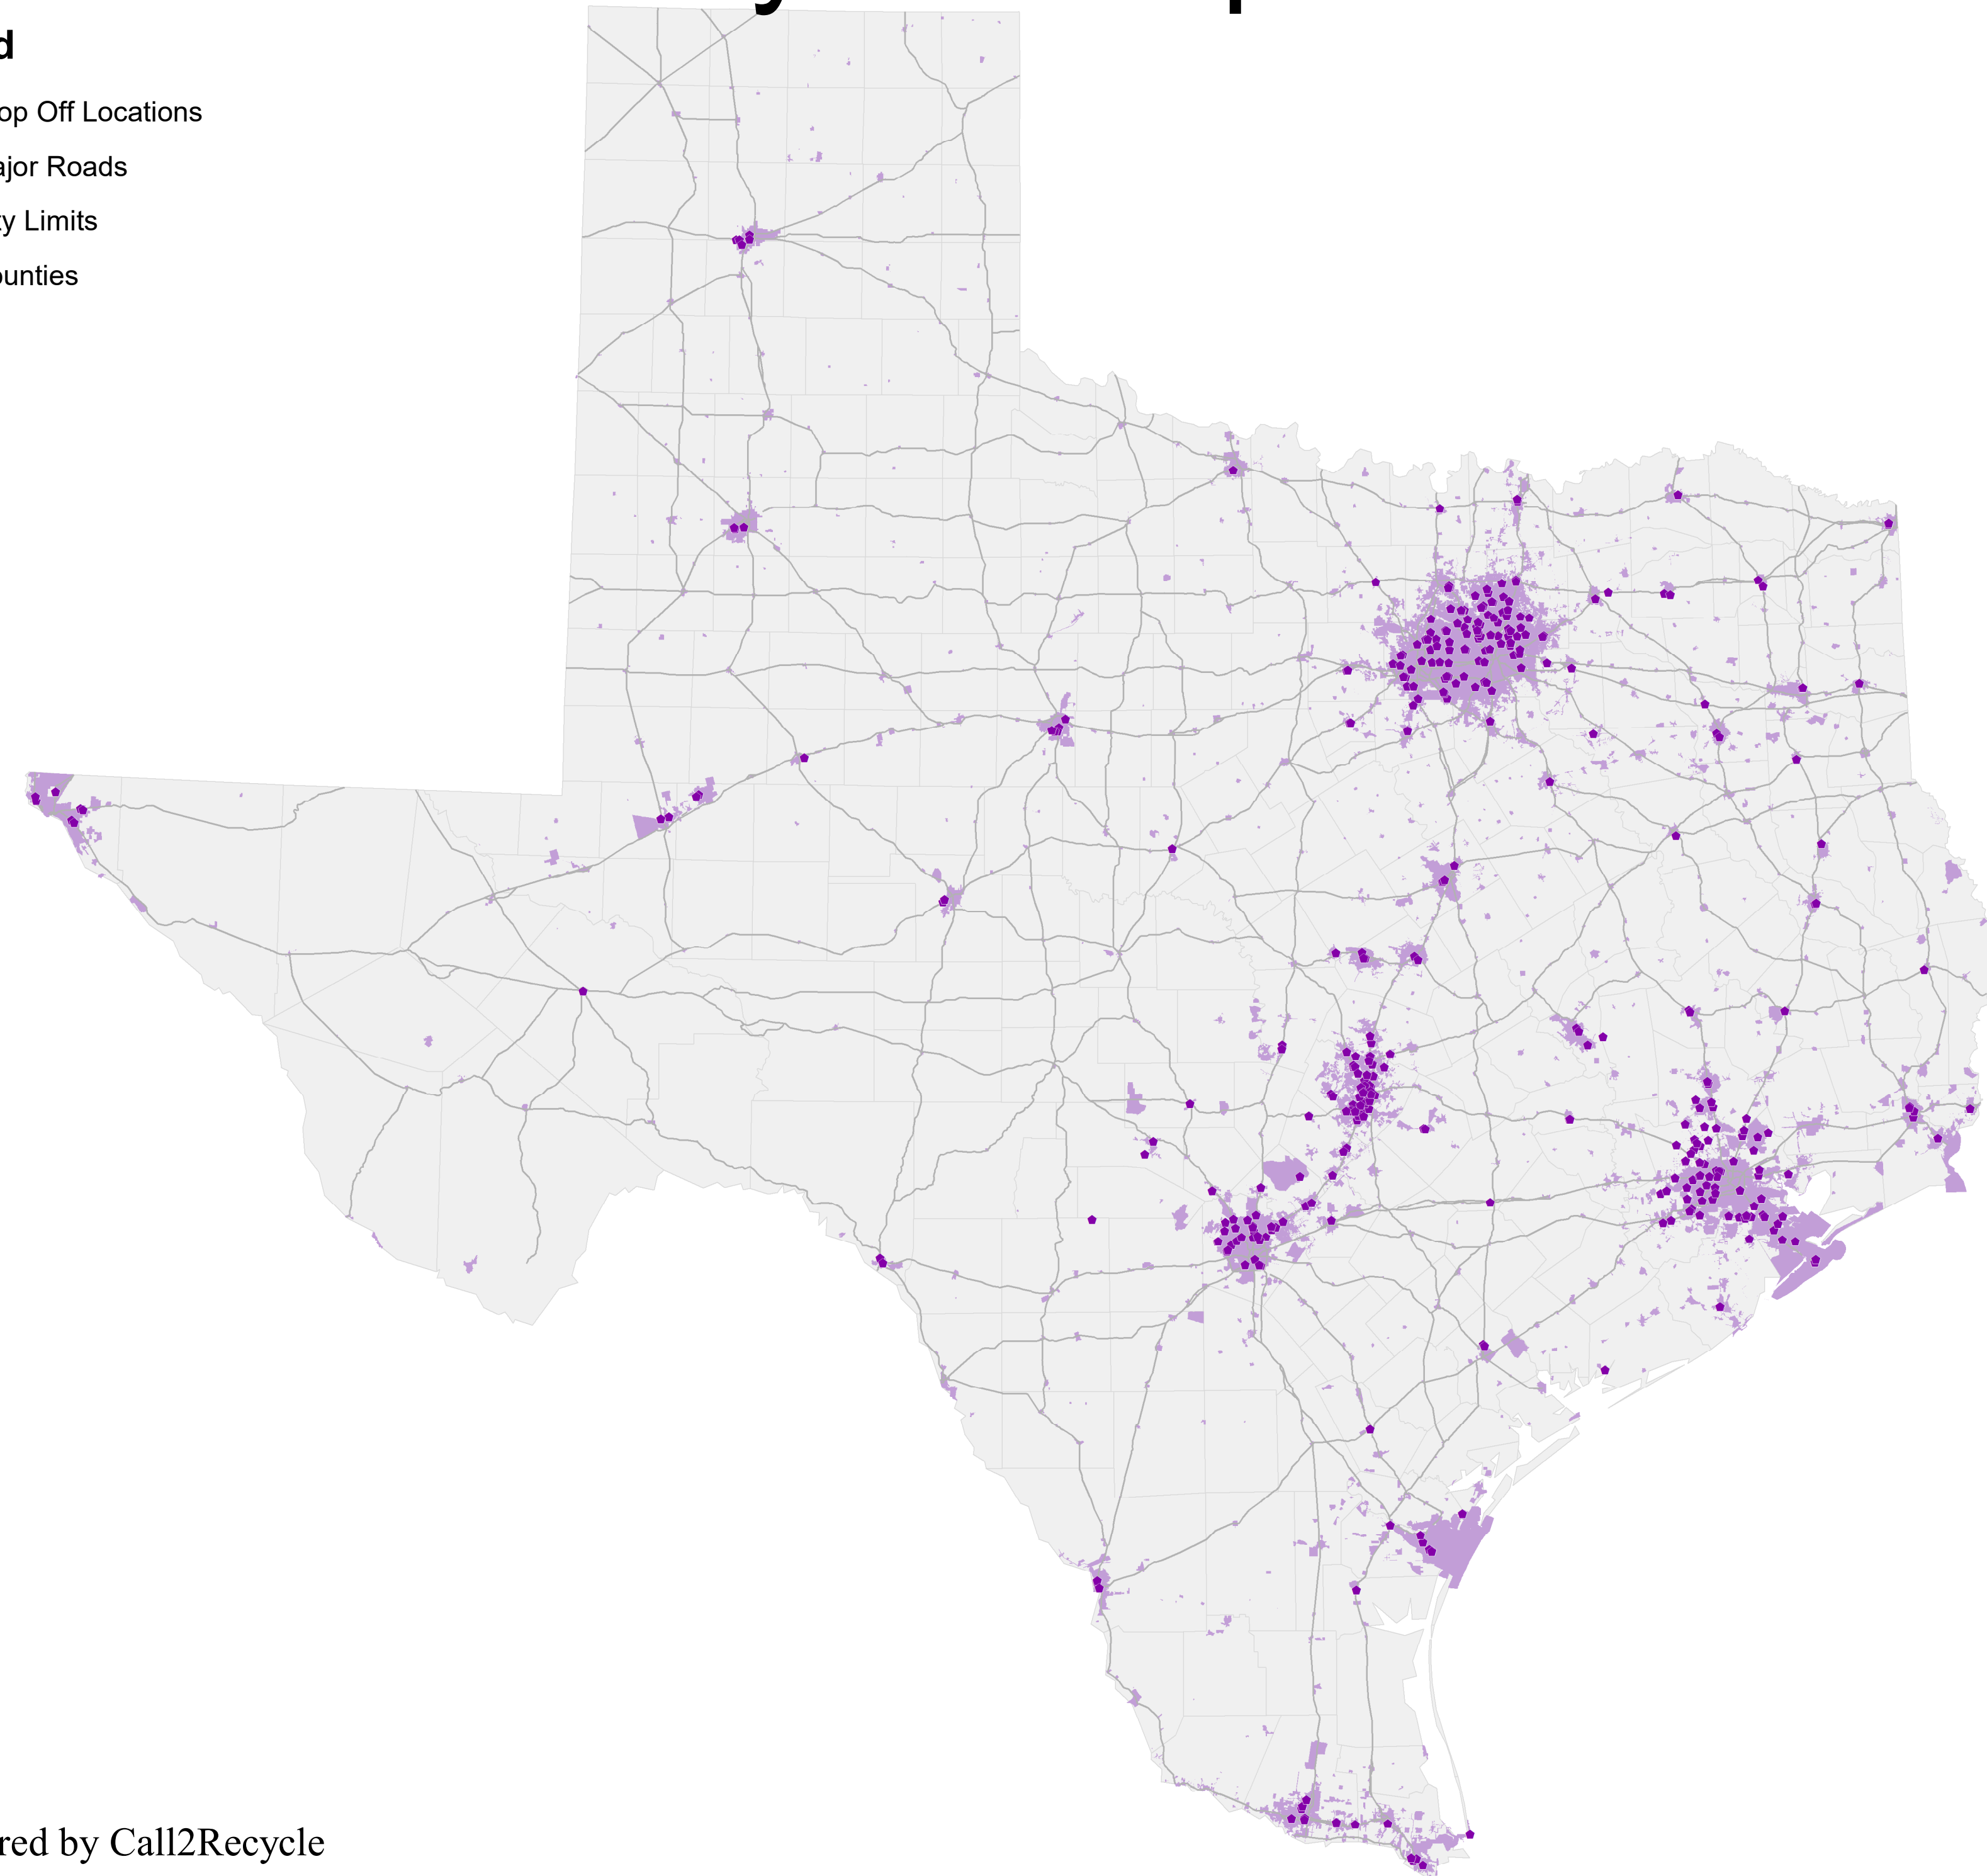 d
op Off Locations
ajor Roads
ty Limits
ounties
red by Call2Recycle